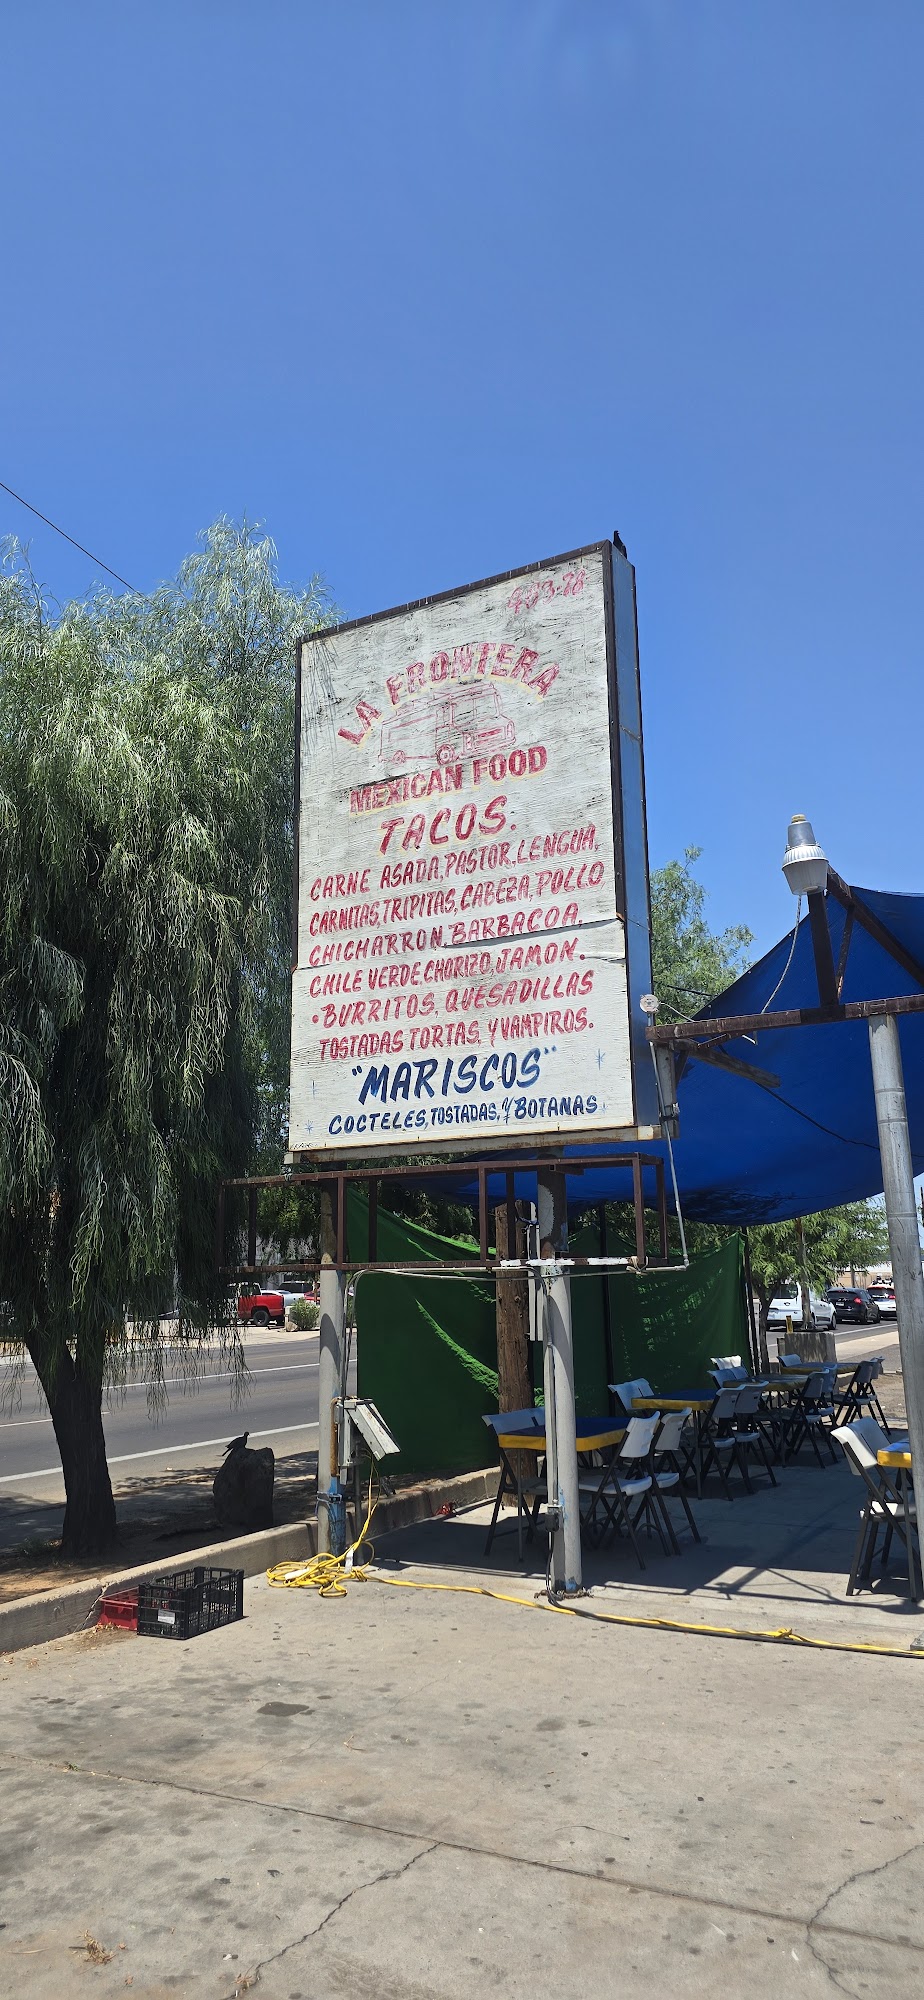 LA FRONTERA
MEXICAN FOOD
TACOS.
CARNE ASADA, PASTOR, LENGUA,
CARNITAS, TRIPITAS, CABEZA, POLLO
CHICHARRON, BARBACOA.
CHILE VERDE, CHORIZO, JAMON.
• BURRITOS, QUESADILLAS
TOSTADAS TORTAS, Y VAMPIROS.
"MARISCOS"
COCTELES, TOSTADAS, Y BOTANAS